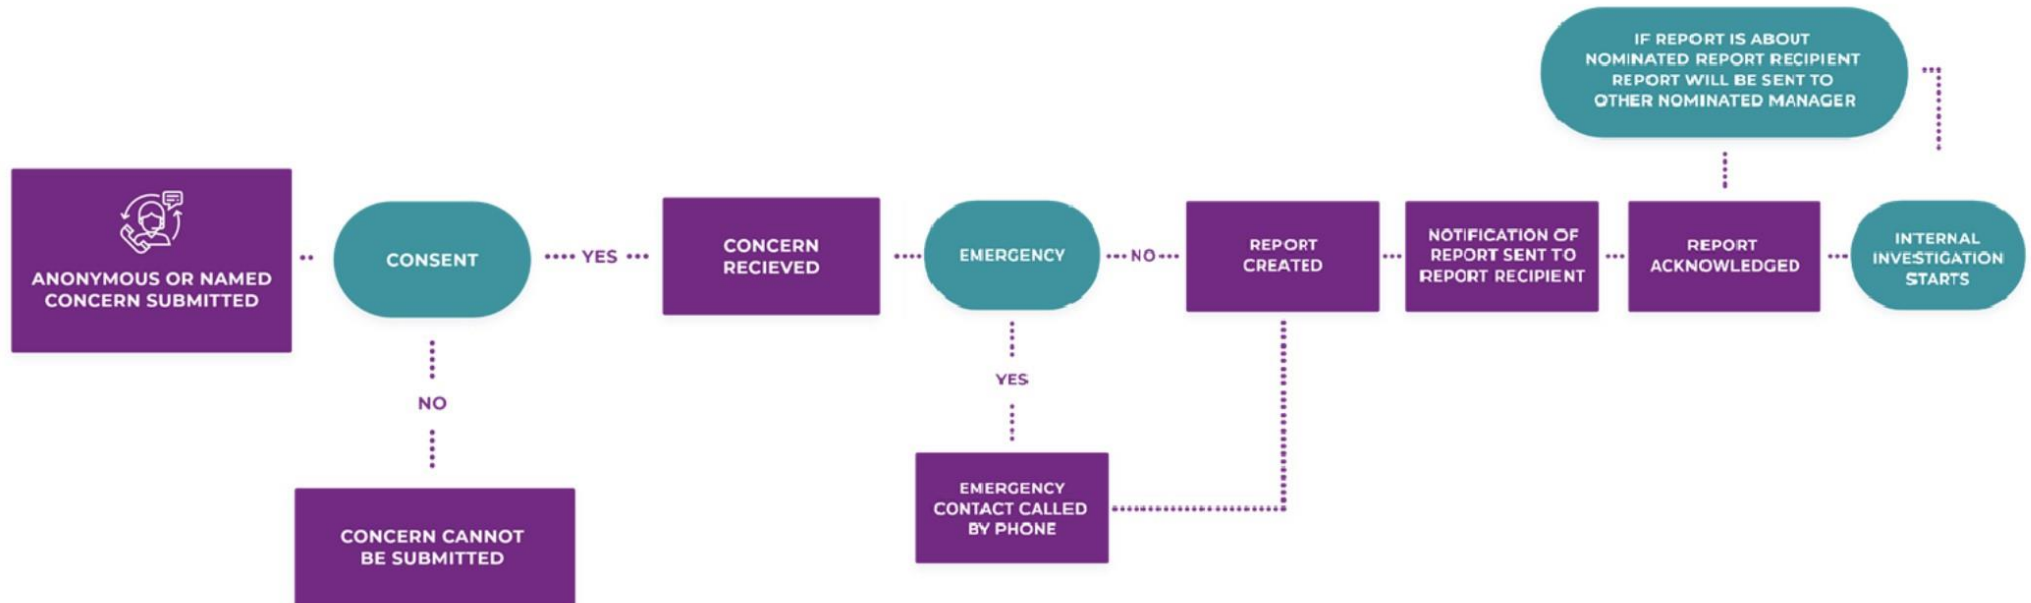 ANONYMOUS OR NAMED
CONCERN SUBMITTED
CONSENT
YES
NO
CONCERN CANNOT
BE SUBMITTED
CONCERN
RECIEVED
EMERGENCY
NO
YES
EMERGENCY
CONTACT CALLED
BY PHONE
REPORT
CREATED
NOTIFICATION OF
REPORT SENT TO
REPORT RECIPIENT
REPORT
ACKNOWLEDGED
IF REPORT IS ABOUT
NOMINATED REPORT RECIPIENT
REPORT WILL BE SENT TO
OTHER NOMINATED MANAGER
INTERNAL
INVESTIGATION
STARTS